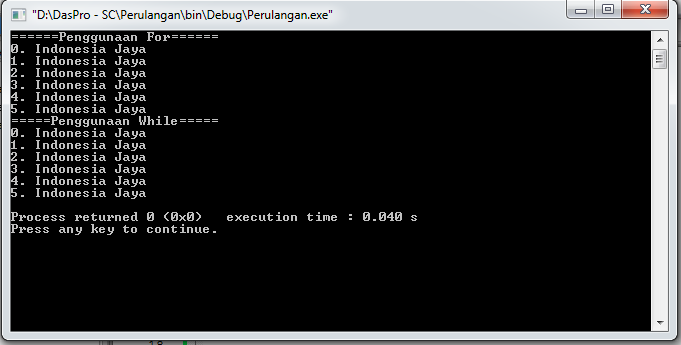 "D:\DasPro - SC\Perulangan\bin\Debug\Perulangan.exe"
======Penggunaan For======
0. Indonesia Jaya
1. Indonesia Jaya
2. Indonesia Jaya
3. Indonesia Jaya
4. Indonesia Jaya
5. Indonesia Jaya
=====Penggunaan While=====
0. Indonesia Jaya
1. Indonesia Jaya
2. Indonesia Jaya
3. Indonesia Jaya
4. Indonesia Jaya
5. Indonesia Jaya
Process returned 0 (0x0)   execution time : 0.040 s
Press any key to continue.